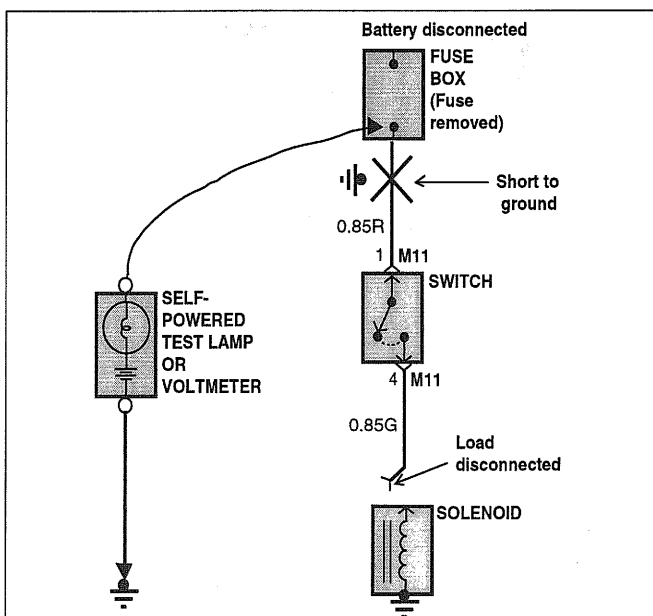 Battery disconnected
FUSE
BOX
(Fuse
removed)
Short to
ground
0.85R
1 M11
SWITCH
SELF-
POWERED
TEST LAMP
OR
VOLTMETER
4 M11
0.85G
Load
disconnected
SOLENOID